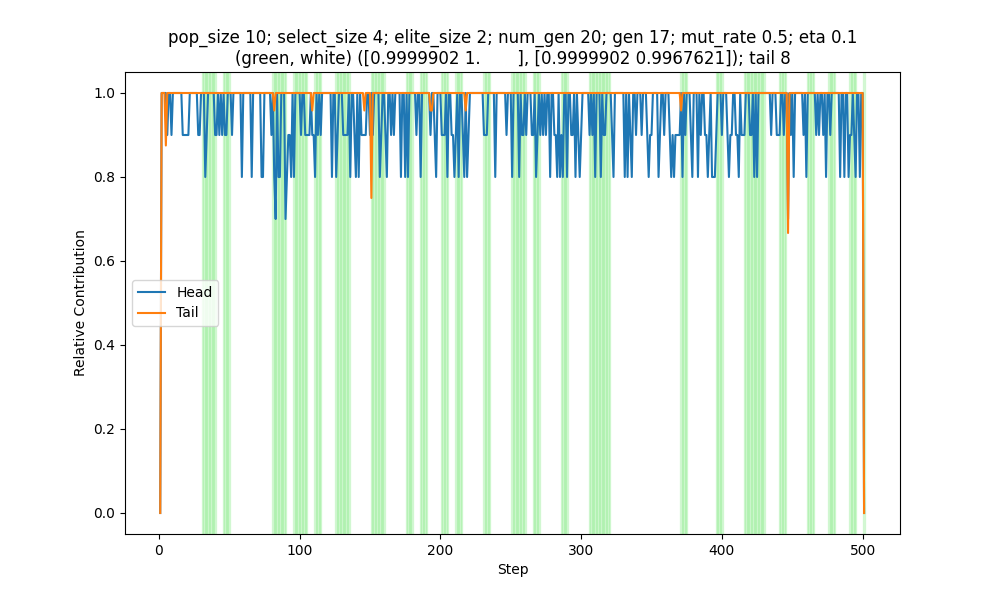 pop_size 10; select_size 4; elite_size 2; num_gen 20; gen 17; mut_rate 0.5; eta 0.1
(green, white) ([0.9999902 1.       ], [0.9999902 0.9967621]); tail 8
1.0
0.8
0.6
0.4
0.2
0.0
Relative Contribution
Head
Tail
0 100 200 300 400 500
Step